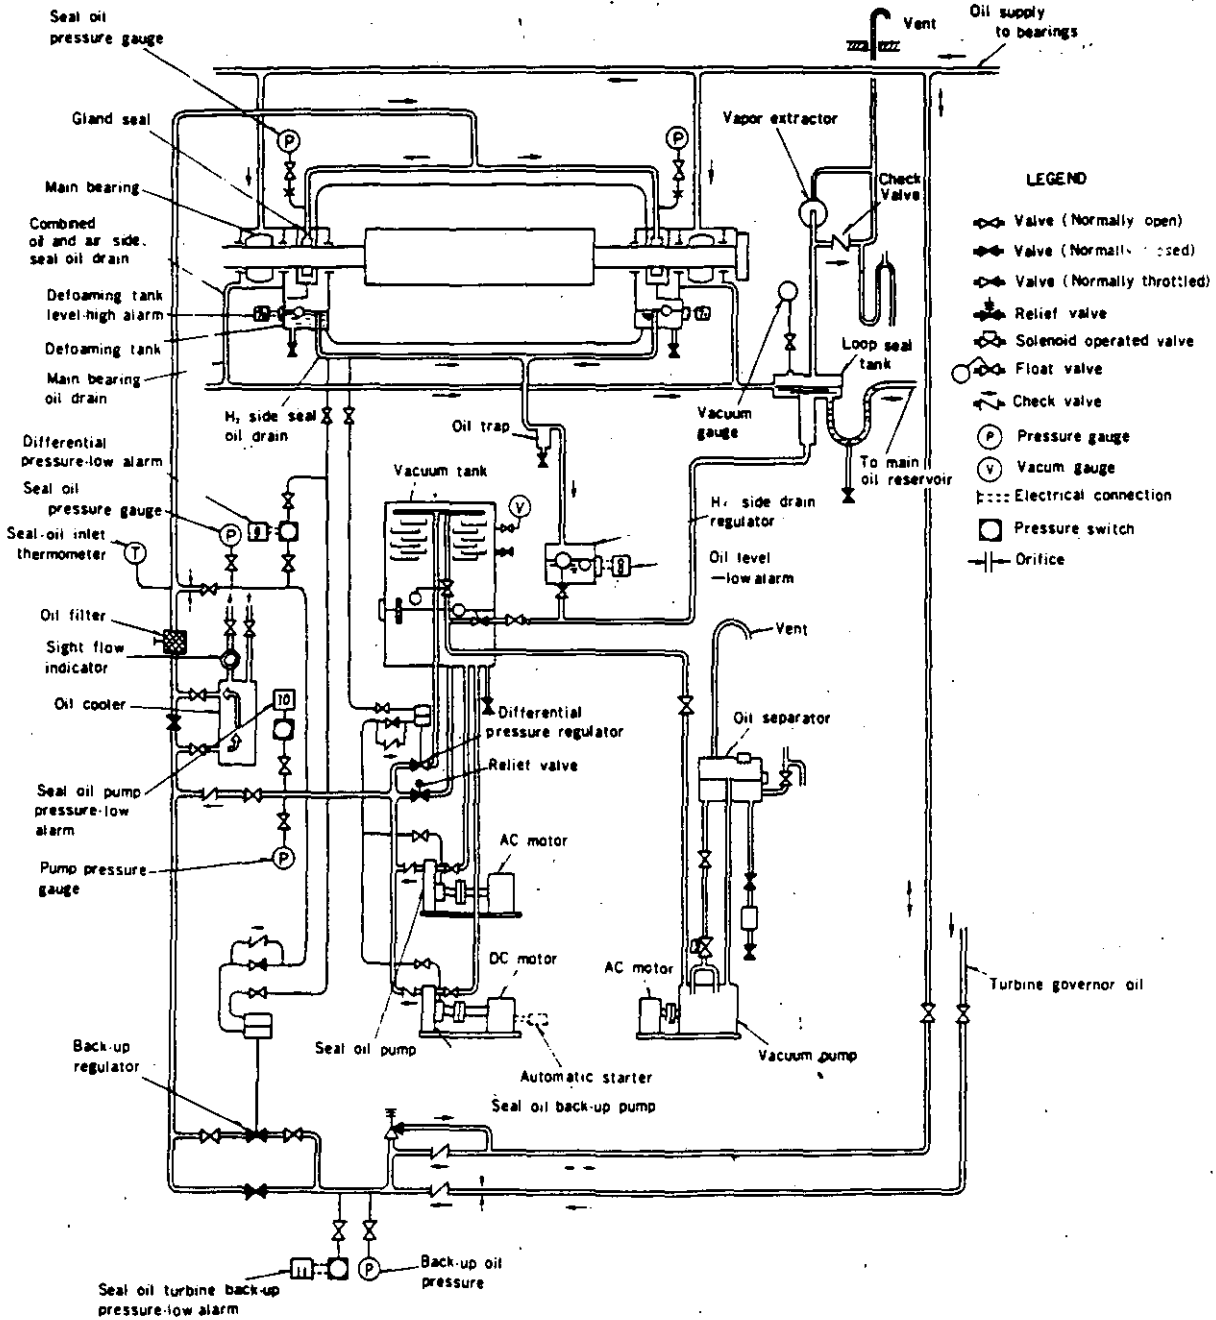 Seal oil
pressure gauge
Vent
Oil supply
to bearings
Gland seal
P
P
Vapor extractor
Check
Valve
Main bearing
Combined
oil and air side.
seal oil drain
Defoaming tank
level-high alarm
Defoaming tank
Main bearing
oil drain
Loop seal
tank
Vacuum
gauge
To main
oil reservoir
H₂ side seal
oil drain
Oil trap
Differential
pressure-low alarm
Seal oil
pressure gauge
P
Seal-oil inlet
thermometer
T
Vacuum tank
V
side drain
regulator
Oil level
—low alarm
Oil filter
Sight flow
indicator
Oil cooler
10
Vent
Oil separator
Differential
pressure regulator
Relief valve
Seal oil pump
pressure-low
alarm
Pump pressure
gauge
P
AC motor
DC motor
AC motor
Turbine governor oil
Seal oil pump
Vacuum pump
Automatic starter
Seal oil back-up pump
Back-up
regulator
P
Back-up oil
pressure
Seal oil turbine back-up
pressure-low alarm
LEGEND
Valve (Normally open)
Valve (Normally
Valve (Normally throttled)
Relief valve
Solenoid operated valve
Float valve
Check valve
P Pressure gauge
V Vacum gauge
Electrical connection
Pressure switch
Orifice